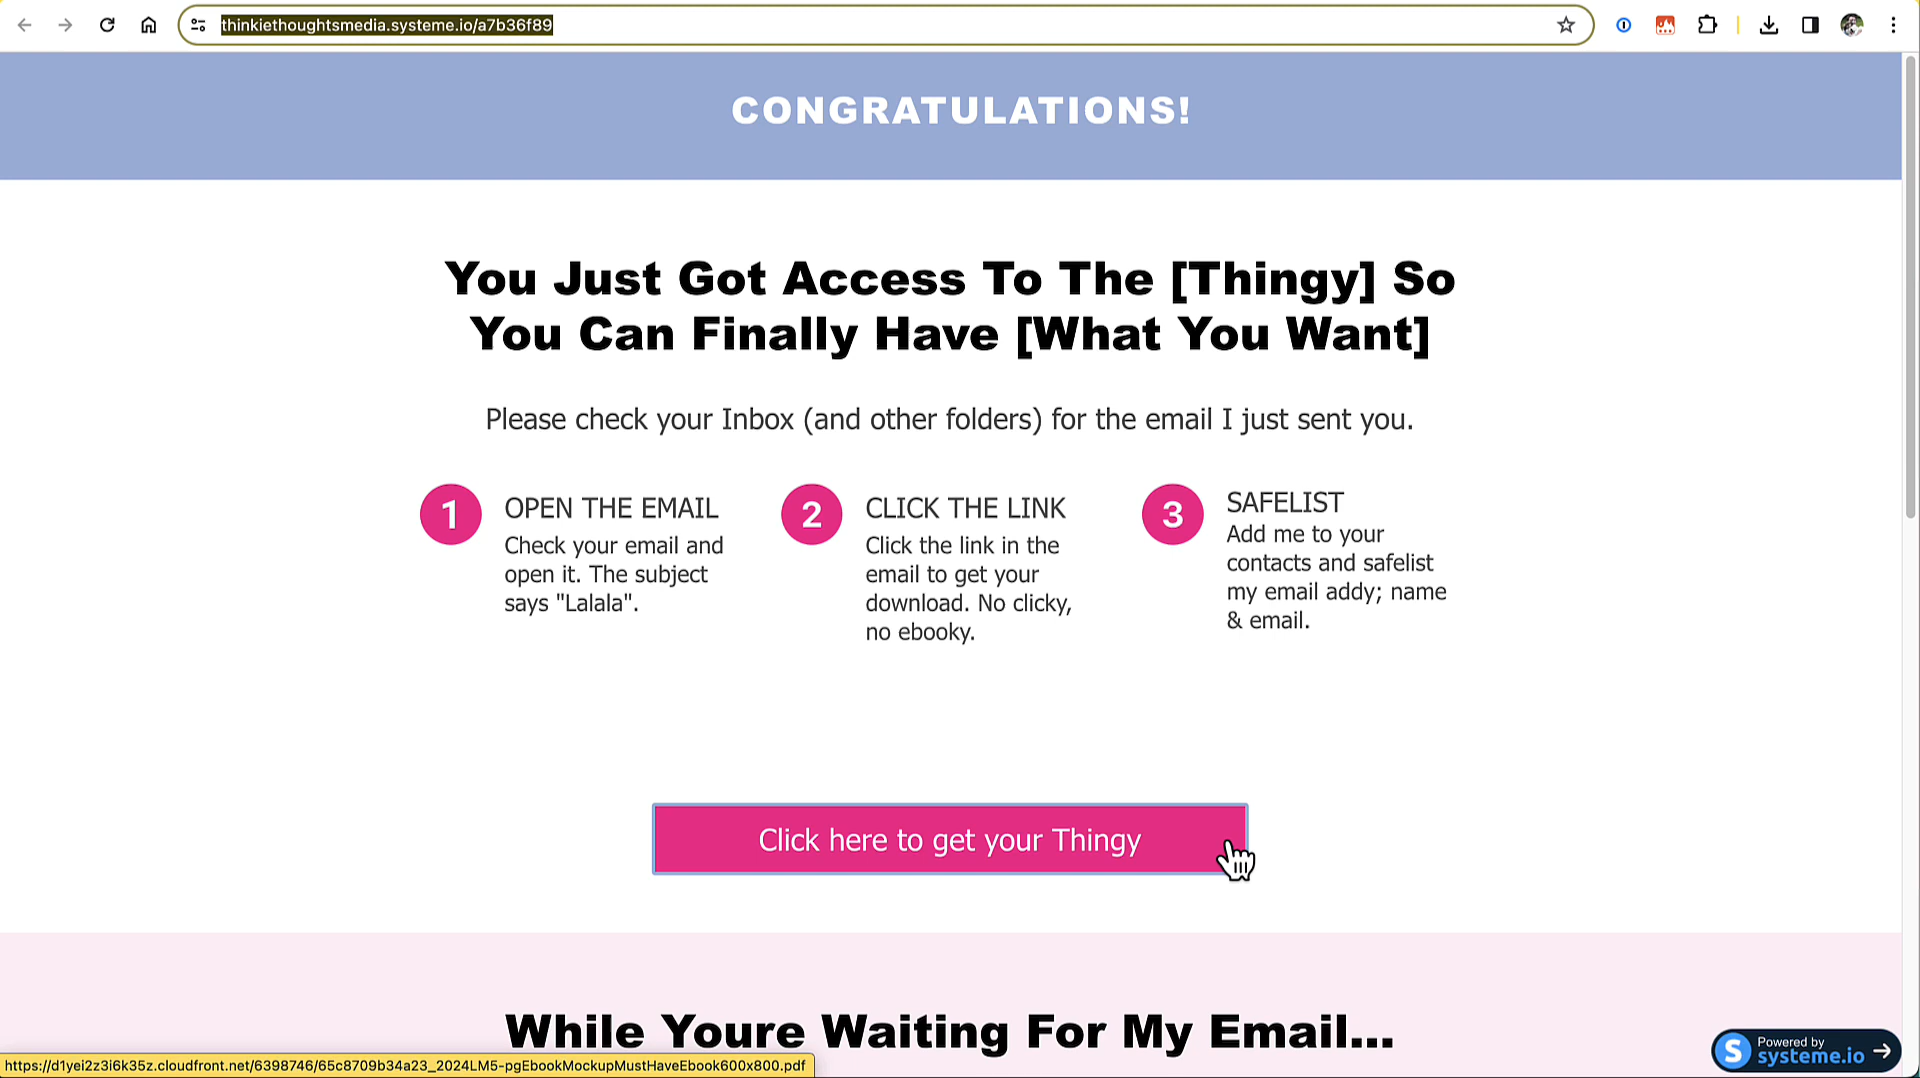 thinkiethoughtsmedia.systeme.io/a7b36f89
CONGRATULATIONS!
You Just Got Access To The [Thingy] So
You Can Finally Have [What You Want]
Please check your Inbox (and other folders) for the email I just sent you.
1
OPEN THE EMAIL
Check your email and
open it. The subject
says "Lalala".
2
CLICK THE LINK
Click the link in the
email to get your
download. No clicky,
no ebooky.
3
SAFELIST
Add me to your
contacts and safelist
my email addy; name
& email.
Click here to get your Thingy
While Youre Waiting For My Email...
https://d1yei2z3i6k35z.cloudfront.net/6398746/65c8709b34a23_2024LM5-pgEbookMockupMustHaveEbook600x800.pdf
S
Powered by
systeme.io